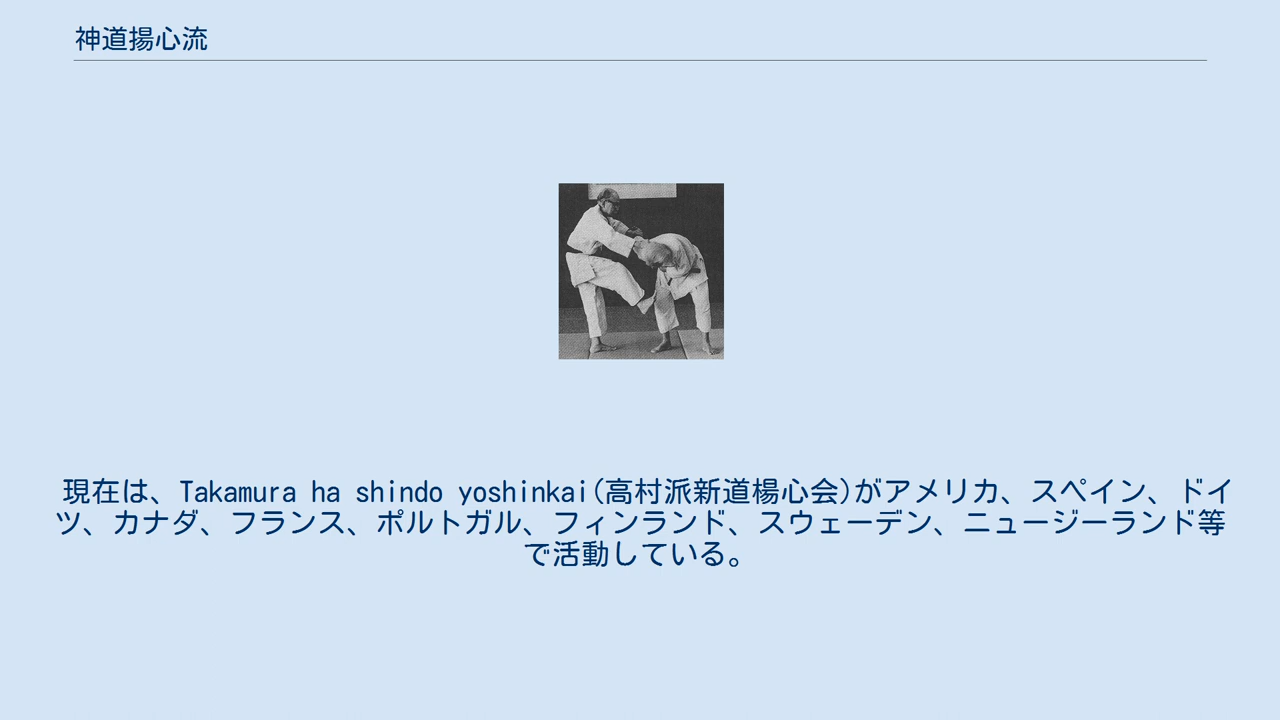 神道揚心流
現在は、Takamura ha shindo yoshinkai(高村派新道楊心会)がアメリカ、スペイン、ドイ
ツ、カナダ、フランス、ポルトガル、フィンランド、スウェーデン、ニュージーランド等
で活動している。